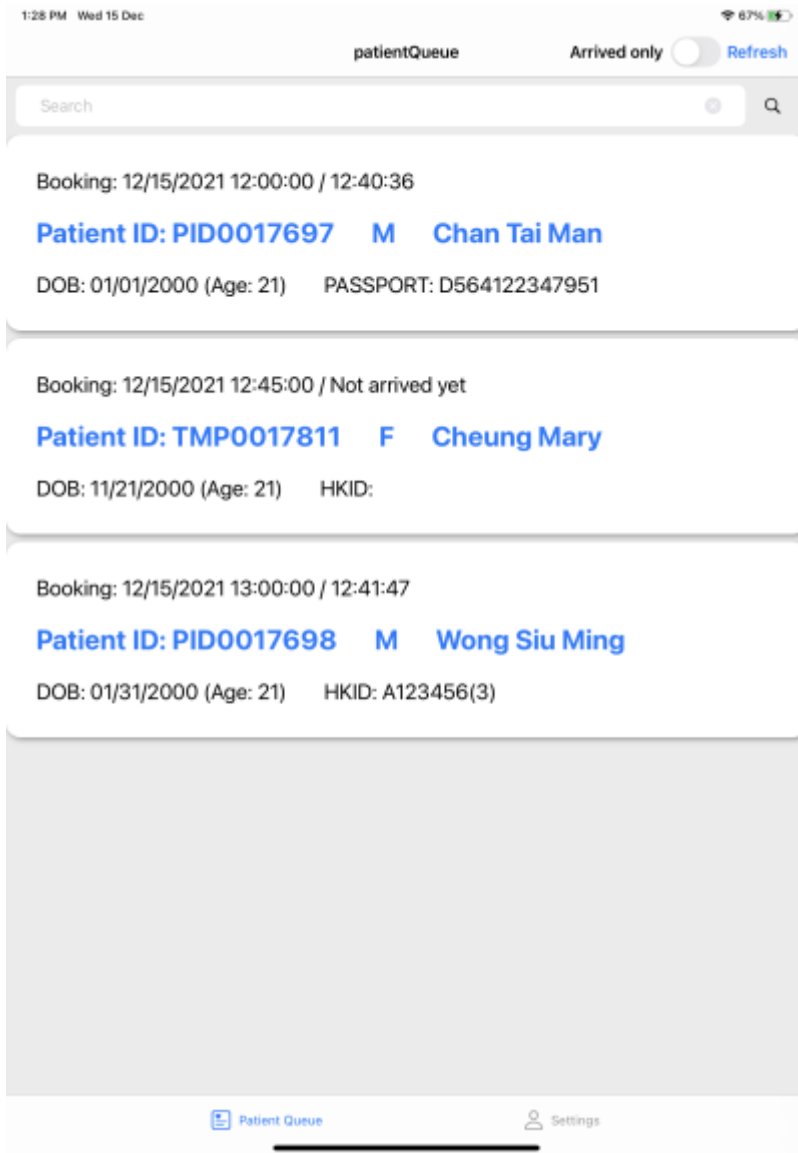 1:28 PM Wed 15 Dec 67%
patientQueue Arrived only Refresh
Search
Booking: 12/15/2021 12:00:00 / 12:40:36
Patient ID: PID0017697 M Chan Tai Man
DOB: 01/01/2000 (Age: 21) PASSPORT: D564122347951
Booking: 12/15/2021 12:45:00 / Not arrived yet
Patient ID: TMP0017811 F Cheung Mary
DOB: 11/21/2000 (Age: 21) HKID:
Booking: 12/15/2021 13:00:00 / 12:41:47
Patient ID: PID0017698 M Wong Siu Ming
DOB: 01/31/2000 (Age: 21) HKID: A123456(3)
Patient Queue Settings